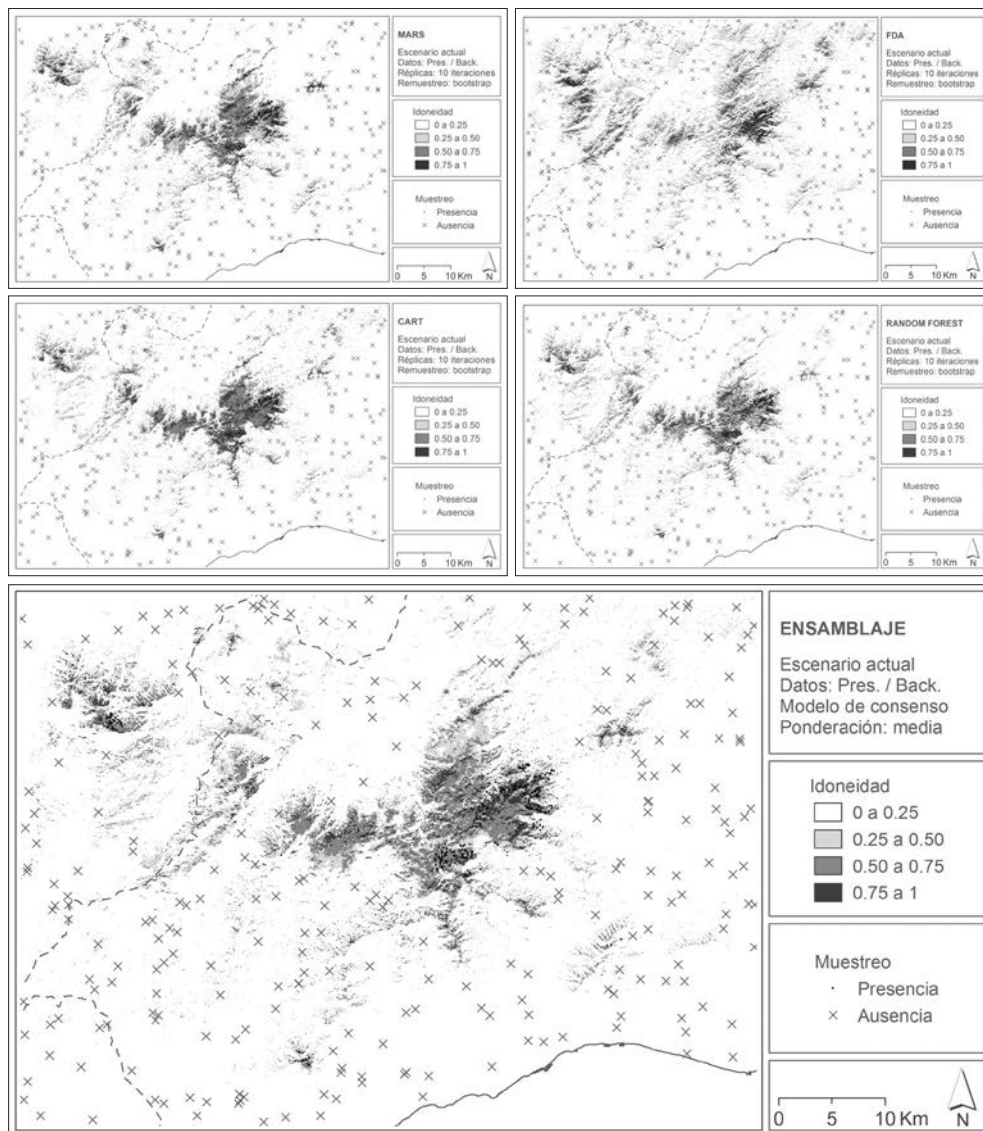 MARS
Escenario actual
Datos: Pres. / Back.
Réplicas: 10 iteraciones
Remuestreo: bootstrap
Idoneidad
0 a 0.25
0.25 a 0.50
0.50 a 0.75
0.75 a 1
Muestreo
Presencia
Ausencia
0 5 10 Km
N
FDA
Escenario actual
Datos: Pres. / Back.
Réplicas: 10 iteraciones
Remuestreo: bootstrap
Idoneidad
0 a 0.25
0.25 a 0.50
0.50 a 0.75
0.75 a 1
Muestreo
Presencia
Ausencia
0 5 10 Km
N
CART
Escenario actual
Datos: Pres. / Back.
Réplicas: 10 iteraciones
Remuestreo: bootstrap
Idoneidad
0 a 0.25
0.25 a 0.50
0.50 a 0.75
0.75 a 1
Muestreo
Presencia
Ausencia
0 5 10 Km
N
RANDOM FOREST
Escenario actual
Datos: Pres. / Back.
Réplicas: 10 iteraciones
Remuestreo: bootstrap
Idoneidad
0 a 0.25
0.25 a 0.50
0.50 a 0.75
0.75 a 1
Muestreo
Presencia
Ausencia
0 5 10 Km
N
ENSAMBLAJE
Escenario actual
Datos: Pres. / Back.
Modelo de consenso
Ponderación: media
Idoneidad
0 a 0.25
0.25 a 0.50
0.50 a 0.75
0.75 a 1
Muestreo
Presencia
Ausencia
0 5 10 Km
N